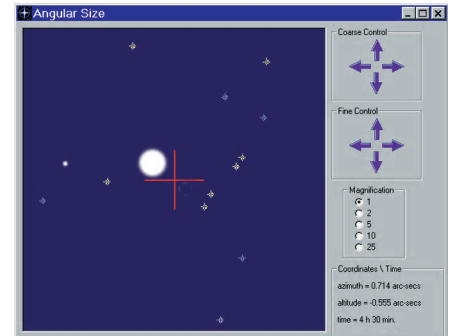 Angular Size
Coarse Control
Fine Control
Magnification
1
2
5
10
25
Coordinates \ Time
azimuth = 0.714 arc-secs
altitude = -0.555 arc-secs
time = 4 h 30 min.